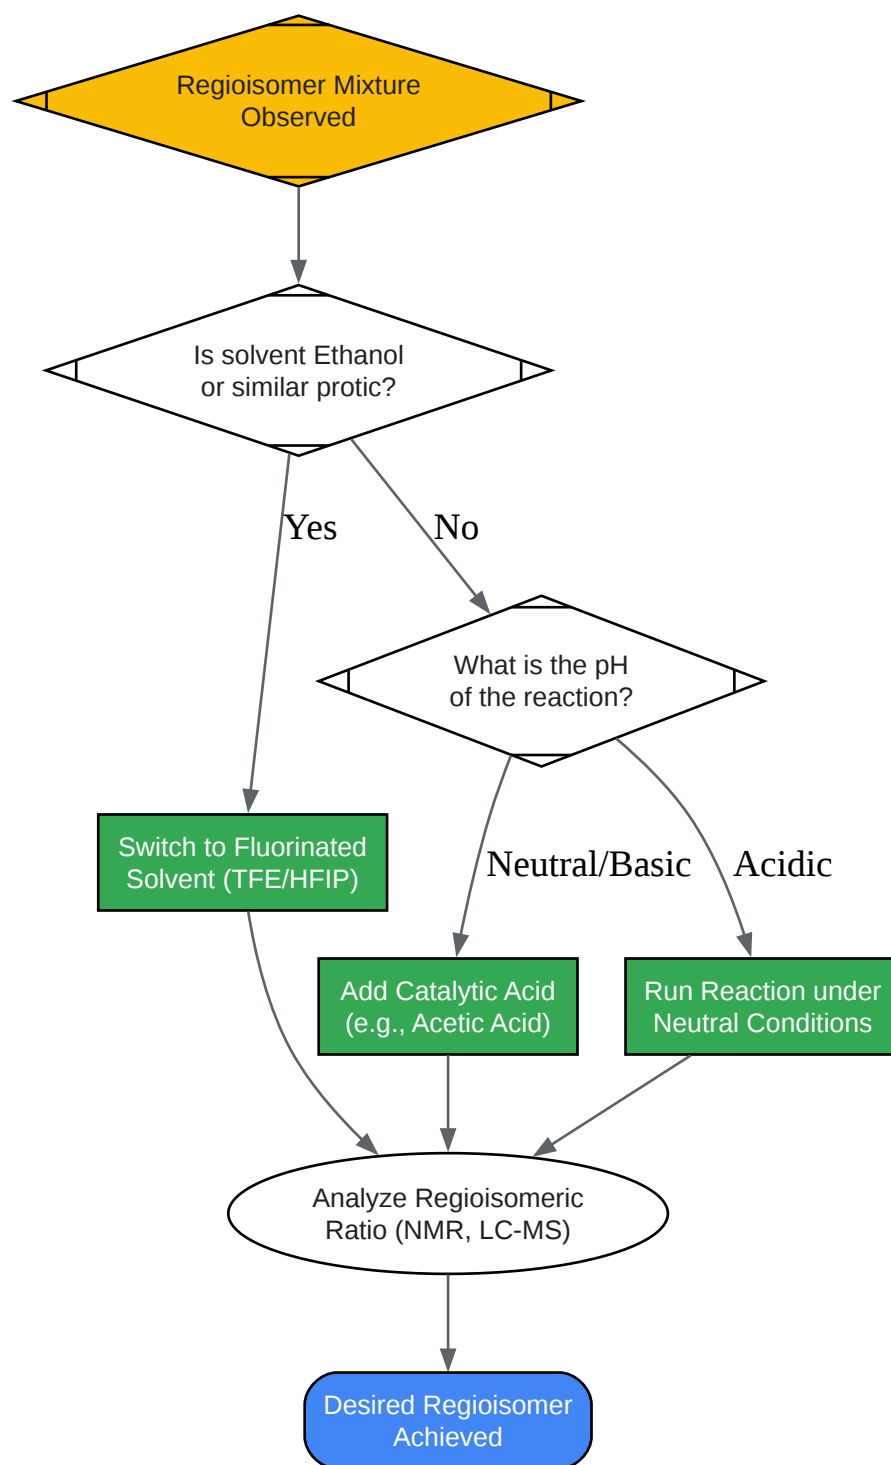 Regioisomer Mixture
Observed
Is solvent Ethanol
or similar protic?
Yes
No
What is the pH
of the reaction?
Switch to Fluorinated
Solvent (TFE/HFIP)
Neutral/Basic
Acidic
Add Catalytic Acid
(e.g., Acetic Acid)
Run Reaction under
Neutral Conditions
Analyze Regioisomeric
Ratio (NMR, LC-MS)
Desired Regioisomer
Achieved